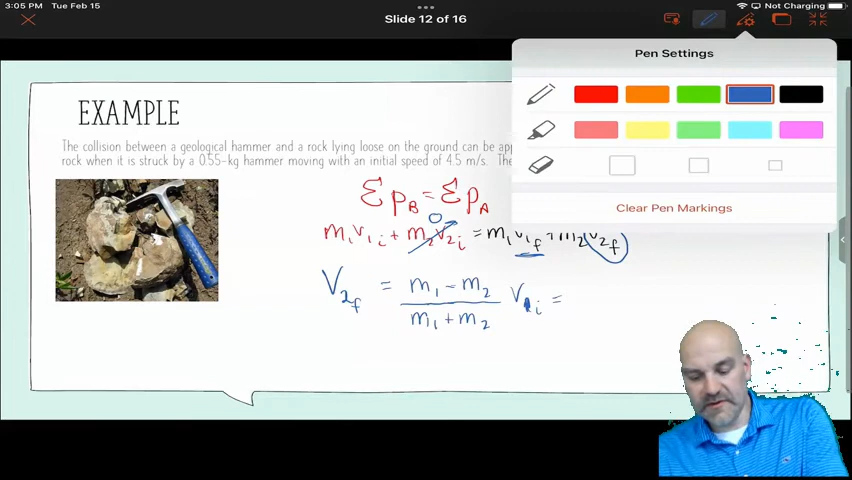 3:05 PM Tue Feb 15
Not Charging
Slide 12 of 16
Pen Settings
EXAMPLE
The collision between a geological hammer and a rock lying loose on the ground can be
rock when it is struck by a 0.55-kg hammer moving with an initial speed of 4.5 m/s. The
Clear Pen Markings
Σ p_B = Σ p_A
0
m₁v₁ᵢ + m₂v₂ᵢ = m₁v₁f + m₂v₂f
V₂f = (m₁ – m₂)/(m₁ + m₂) V₁ᵢ =